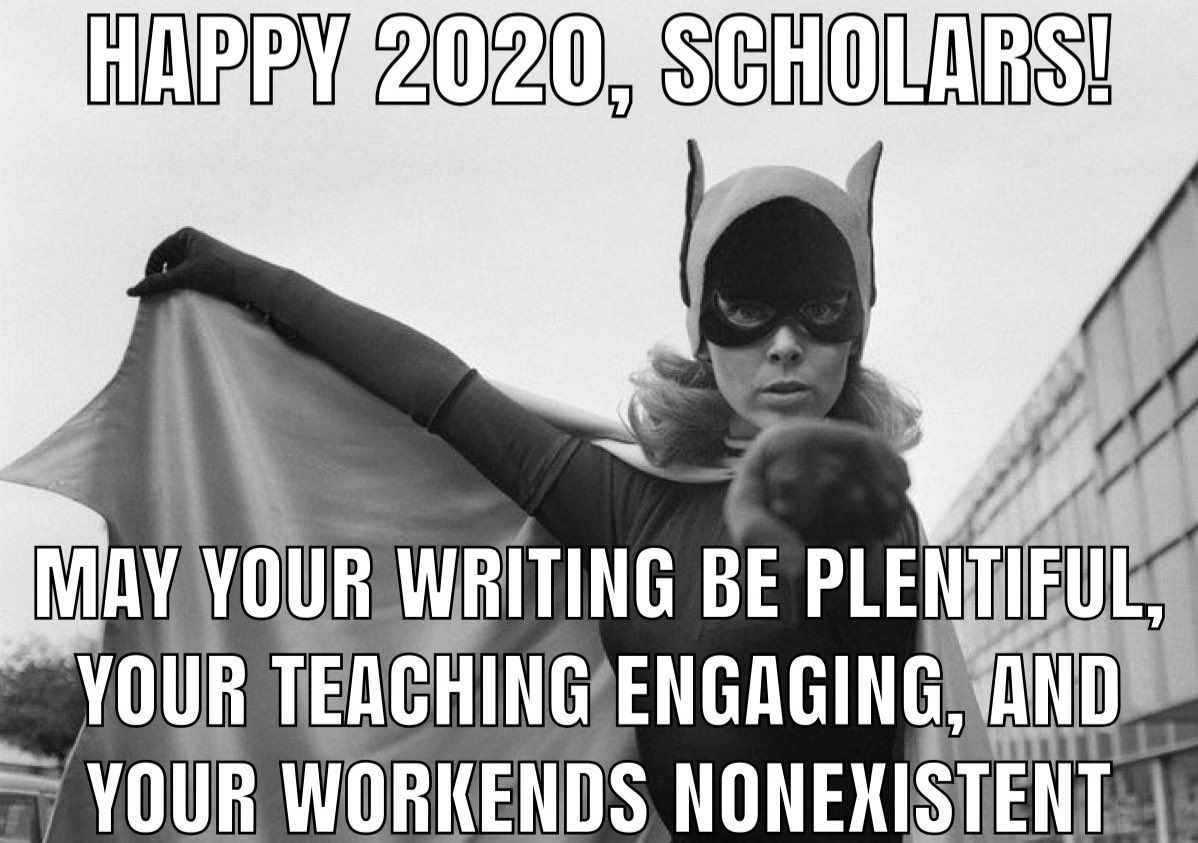 HAPPY 2020, SCHOLARS!
MAY YOUR WRITING BE PLENTIFUL,
YOUR TEACHING ENGAGING, AND
YOUR WORKENDS NONEXISTENT